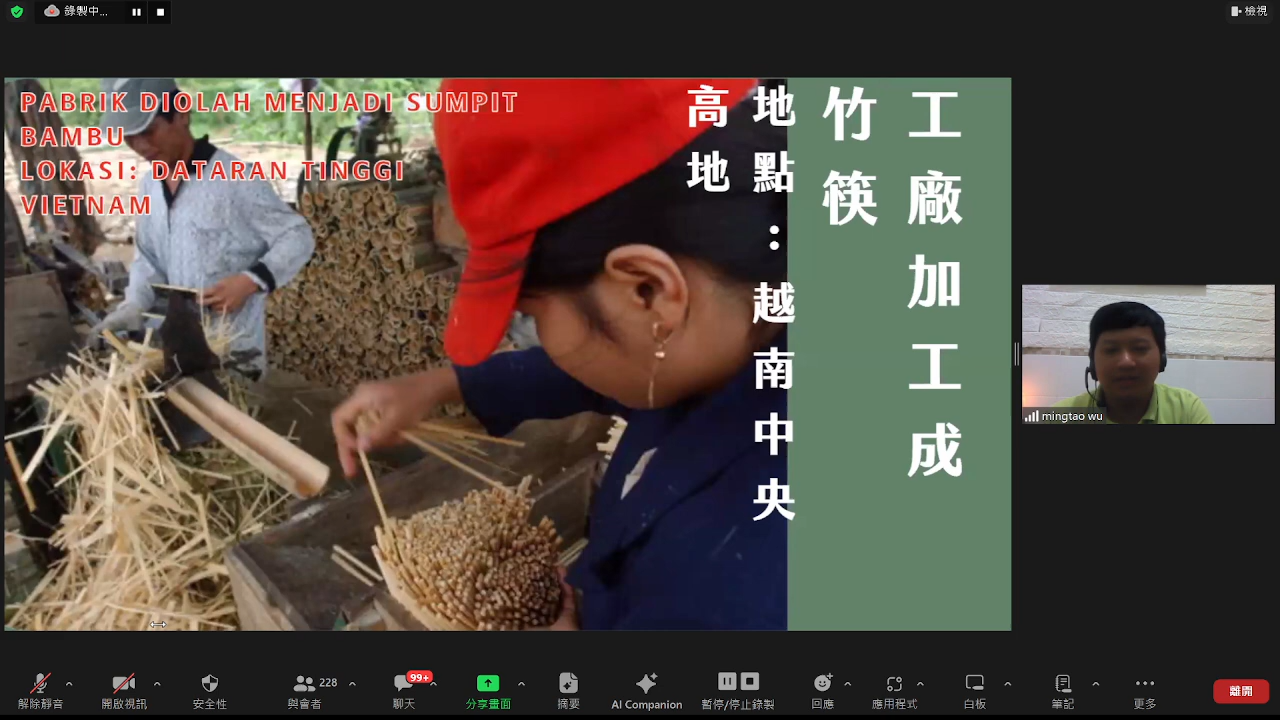 錄製中...
檢視
PABRIK DIOLAH MENJADI SUMPIT
BAMBU
LOKASI: DATARAN TINGGI
VIETNAM
工廠加工成
竹筷
地點:越南中央
高地
mingtao wu
解除靜音
開啟視訊
安全性
228
與會者
99+
聊天
分享畫面
摘要
AI Companion
暫停/停止錄製
回應
應用程式
白板
筆記
更多
離開